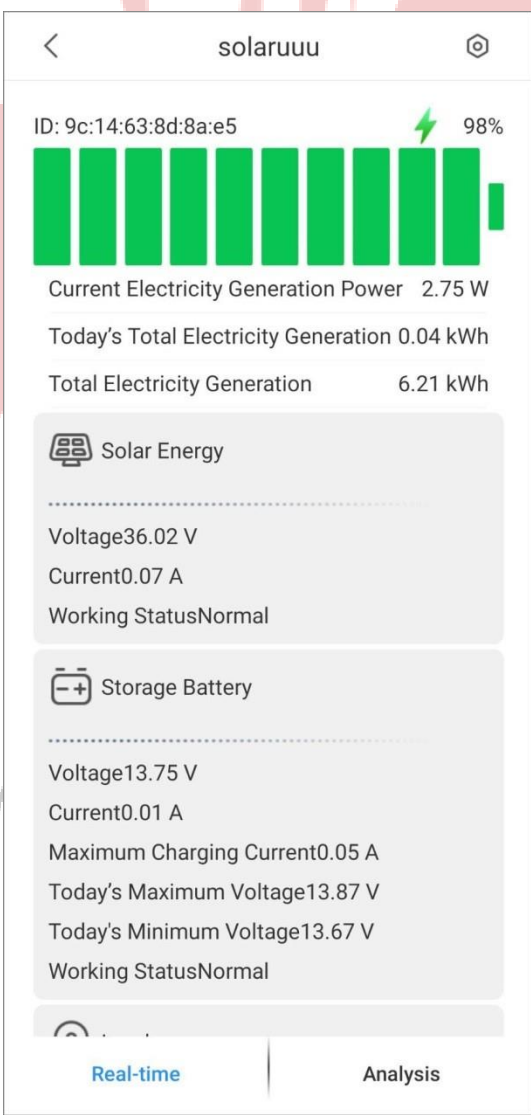 solaruuu
ID: 9c:14:63:8d:8a:e5 98%
Current Electricity Generation Power 2.75 W
Today’s Total Electricity Generation 0.04 kWh
Total Electricity Generation 6.21 kWh
Solar Energy
Voltage36.02 V
Current0.07 A
Working StatusNormal
Storage Battery
Voltage13.75 V
Current0.01 A
Maximum Charging Current0.05 A
Today’s Maximum Voltage13.87 V
Today's Minimum Voltage13.67 V
Working StatusNormal
Real-time Analysis